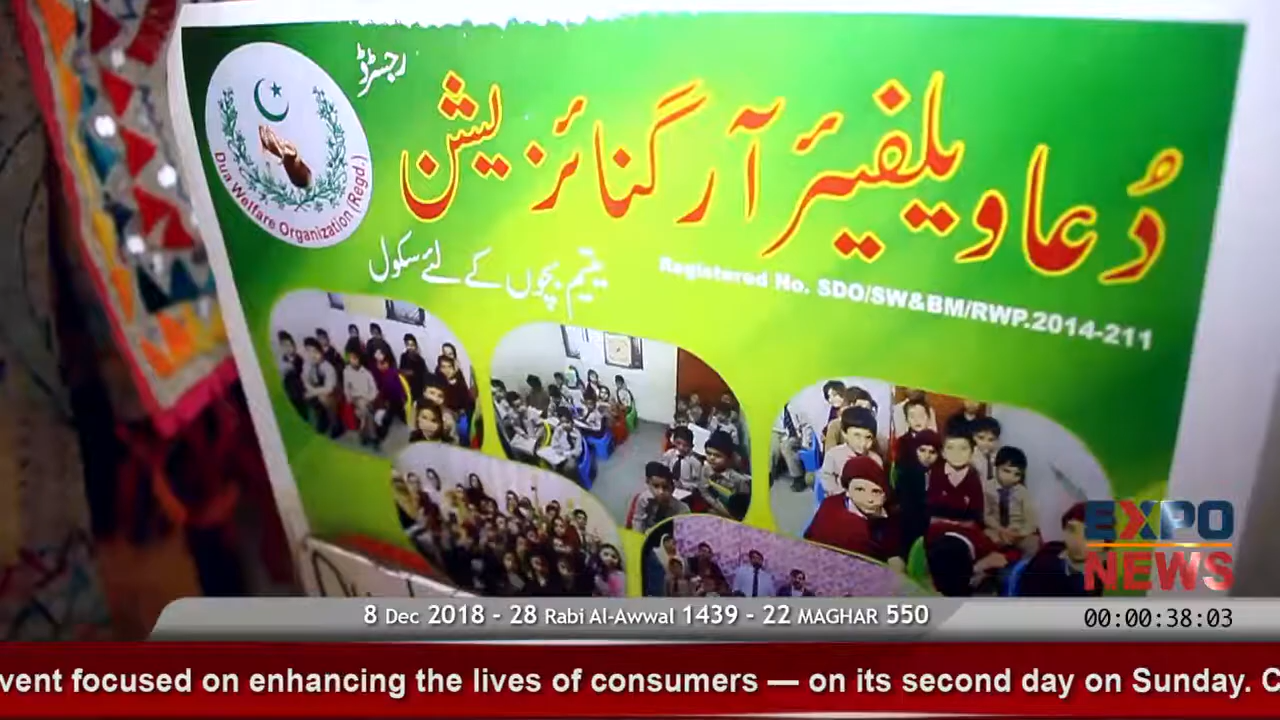 رجسٹرڈ
دُعا ویلفیئر آرگنائزیشن
Dua Welfare Organization (Regd.)
یتیم بچوں کے لئے سکول
Registered No. SDO/SW&BM/RWP.2014-211
EXPO
NEWS
8 Dec 2018 - 28 Rabi Al-Awwal 1439 - 22 MAGHAR 550
00:00:38:03
vent focused on enhancing the lives of consumers — on its second day on Sunday. C